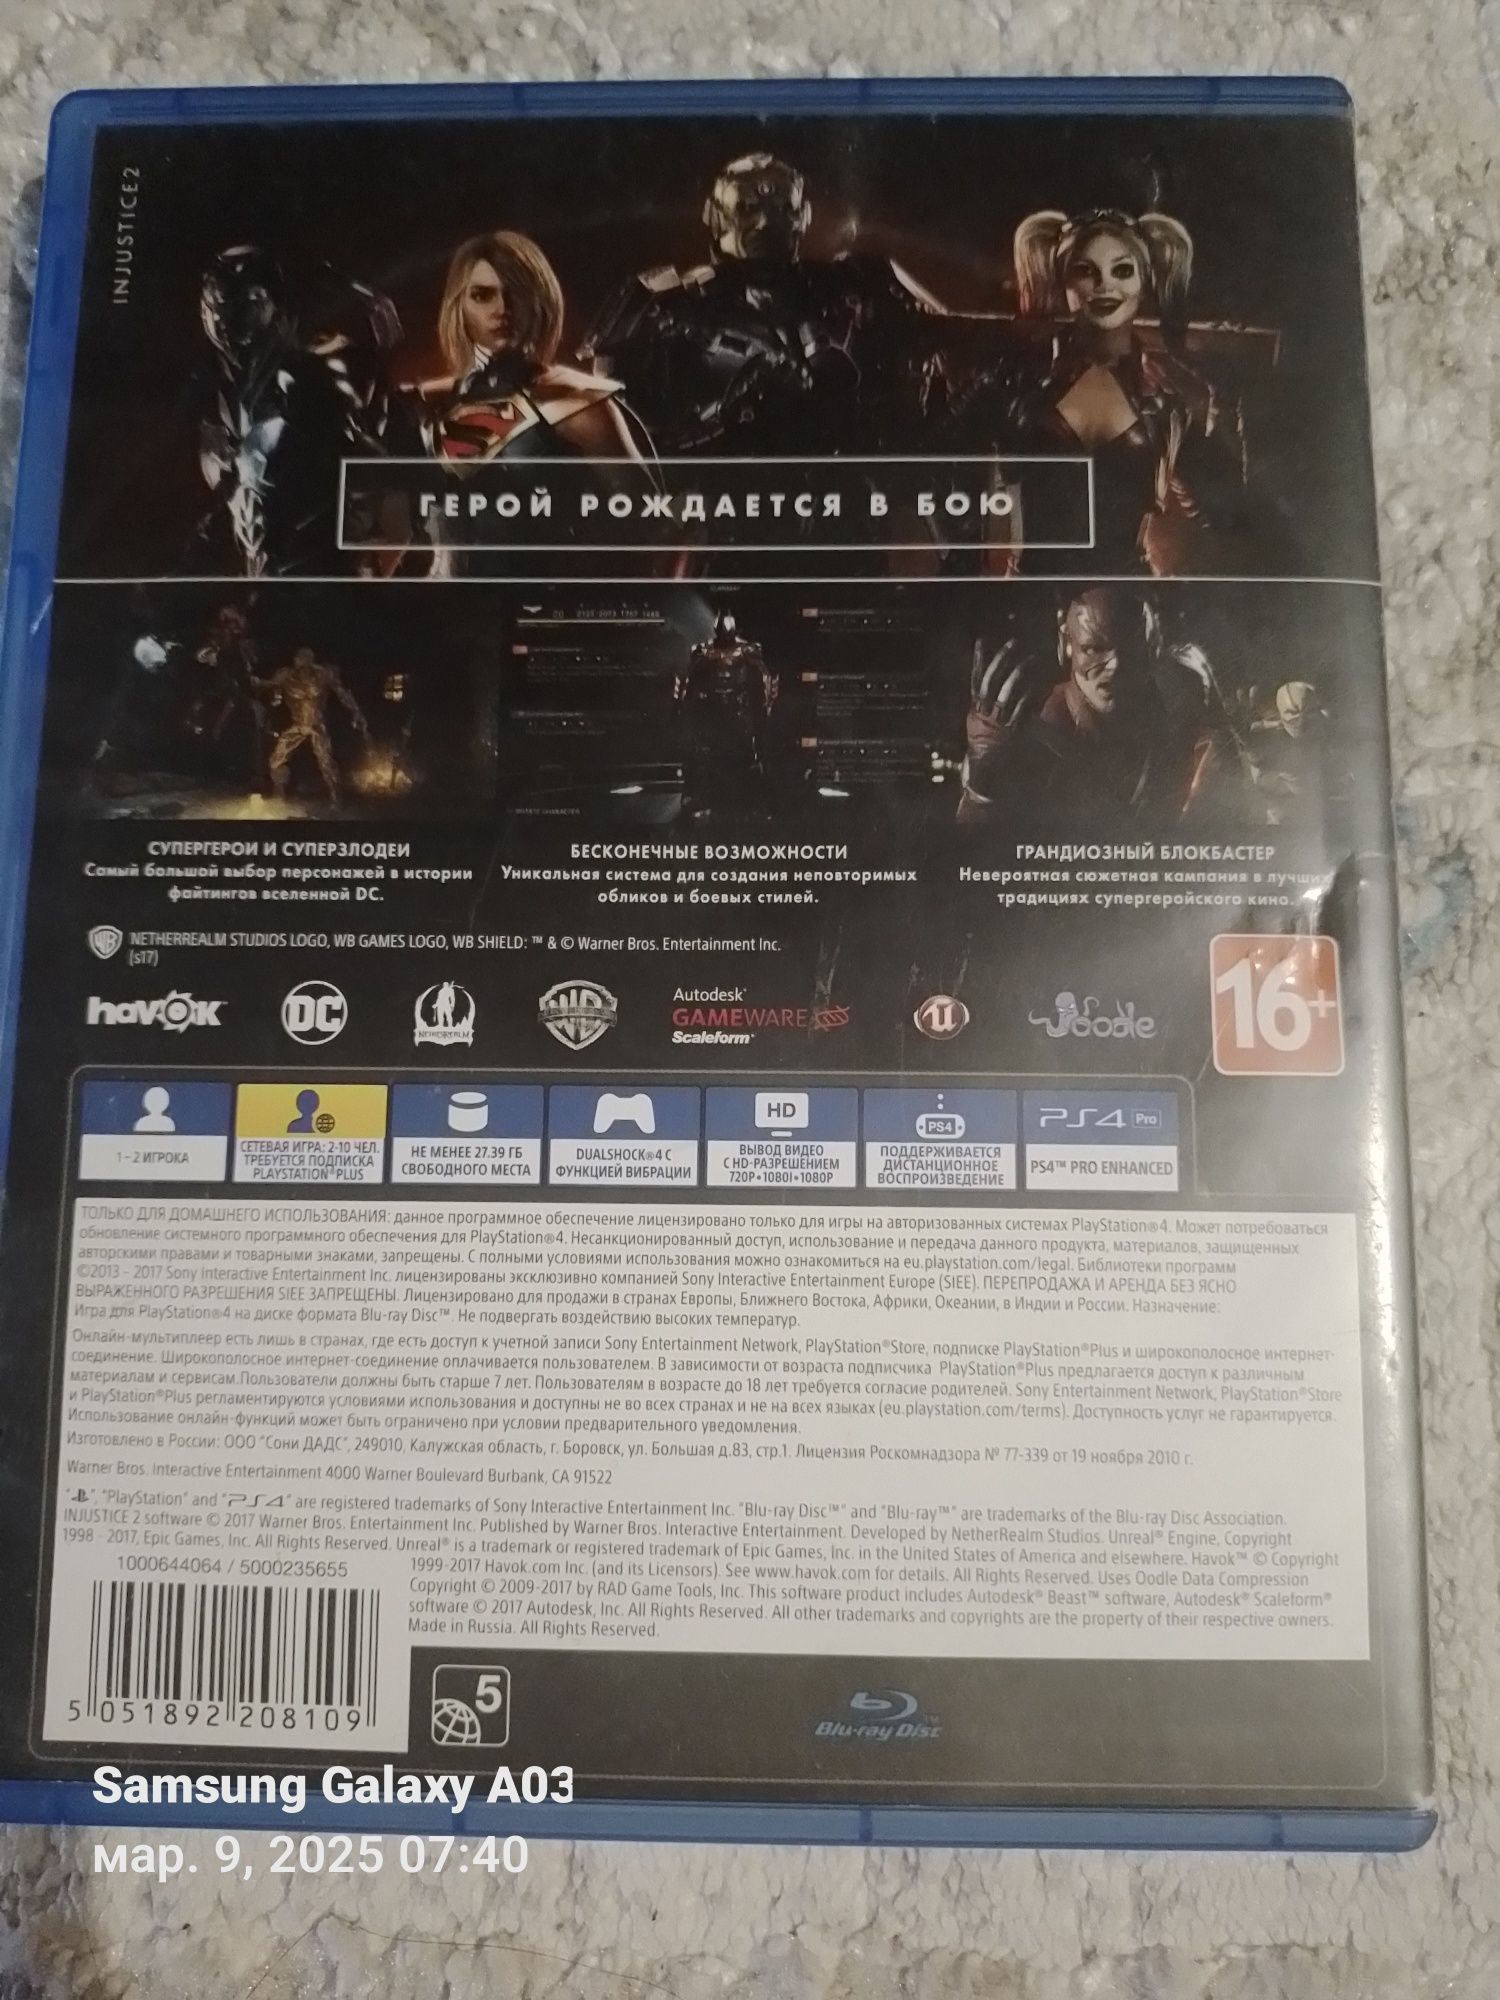 INJUSTICE 2
ГЕРОЙ РОЖДАЕТСЯ В БОЮ
СУПЕРГЕРОИ И СУПЕРЗЛОДЕИ
Самый большой выбор персонажей в истории
файтингов вселенной DC.
БЕСКОНЕЧНЫЕ ВОЗМОЖНОСТИ
Уникальная система для создания неповторимых
обликов и боевых стилей.
ГРАНДИОЗНЫЙ БЛОКБАСТЕР
Невероятная сюжетная кампания в лучших
традициях супергеройского кино.
NETHERREALM STUDIOS LOGO, WB GAMES LOGO, WB SHIELD: ™ & © Warner Bros. Entertainment Inc.
(s17)
havok
DC
NETHERREALM
WB
Autodesk®
GAMEWARE
Scaleform®
Oodle
16+
1-2 ИГРОКА
СЕТЕВАЯ ИГРА: 2-10 ЧЕЛ.
ТРЕБУЕТСЯ ПОДПИСКА
PLAYSTATION®PLUS
НЕ МЕНЕЕ 27.39 ГБ
СВОБОДНОГО МЕСТА
DUALSHOCK®4 С
ФУНКЦИЕЙ ВИБРАЦИИ
HD
ВЫВОД ВИДЕО
С HD-РАЗРЕШЕНИЕМ
720P•1080I•1080P
PS4
ПОДДЕРЖИВАЕТСЯ
ДИСТАНЦИОННОЕ
ВОСПРОИЗВЕДЕНИЕ
PS4 Pro
PS4™ PRO ENHANCED
ТОЛЬКО ДЛЯ ДОМАШНЕГО ИСПОЛЬЗОВАНИЯ: данное программное обеспечение лицензировано только для игры на авторизованных системах PlayStation®4. Может потребоваться
обновление системного программного обеспечения для PlayStation®4. Несанкционированный доступ, использование и передача данного продукта, материалов, защищенных
авторскими правами и товарными знаками, запрещены. С полными условиями использования можно ознакомиться на eu.playstation.com/legal. Библиотеки программ
©2013 - 2017 Sony Interactive Entertainment Inc. лицензированы эксклюзивно компанией Sony Interactive Entertainment Europe (SIEE). ПЕРЕПРОДАЖА И АРЕНДА БЕЗ ЯСНО
ВЫРАЖЕННОГО РАЗРЕШЕНИЯ SIEE ЗАПРЕЩЕНЫ. Лицензировано для продажи в странах Европы, Ближнего Востока, Африки, Океании, в Индии и России. Назначение:
Игра для PlayStation®4 на диске формата Blu-ray Disc™. Не подвергать воздействию высоких температур.
Онлайн-мультиплеер есть лишь в странах, где есть доступ к учетной записи Sony Entertainment Network, PlayStation®Store, подписке PlayStation®Plus и широкополосное интернет-
соединение. Широкополосное интернет-соединение оплачивается пользователем. В зависимости от возраста подписчика PlayStation®Plus предлагается доступ к различным
материалам и сервисам.Пользователи должны быть старше 7 лет. Пользователям в возрасте до 18 лет требуется согласие родителей. Sony Entertainment Network, PlayStation®Store
и PlayStation®Plus регламентируются условиями использования и доступны не во всех странах и не на всех языках (eu.playstation.com/terms). Доступность услуг не гарантируется.
Использование онлайн-функций может быть ограничено при условии предварительного уведомления.
Изготовлено в России: ООО "Сони ДАДС", 249010, Калужская область, г. Боровск, ул. Большая д.83, стр.1. Лицензия Роскомнадзора № 77-339 от 19 ноября 2010 г.
Warner Bros. Interactive Entertainment 4000 Warner Boulevard Burbank, CA 91522
"PlayStation" and "PS4" are registered trademarks of Sony Interactive Entertainment Inc. "Blu-ray Disc™" and "Blu-ray™" are trademarks of the Blu-ray Disc Association.
INJUSTICE 2 software © 2017 Warner Bros. Entertainment Inc. Published by Warner Bros. Interactive Entertainment. Developed by NetherRealm Studios. Unreal® Engine, Copyright
1998 - 2017, Epic Games, Inc. All Rights Reserved. Unreal® is a trademark or registered trademark of Epic Games, Inc. in the United States of America and elsewhere. Havok™ © Copyright
1999-2017 Havok.com Inc. (and its Licensors). See www.havok.com for details. All Rights Reserved. Uses Oodle Data Compression
Copyright © 2009-2017 by RAD Game Tools, Inc. This software product includes Autodesk® Beast™ software, Autodesk® Scaleform®
software © 2017 Autodesk, Inc. All Rights Reserved. All other trademarks and copyrights are the property of their respective owners.
Made in Russia. All Rights Reserved.
1000644064 / 5000235655
5 051892 208109
5
Blu-ray Disc™
Samsung Galaxy A03
мар. 9, 2025 07:40